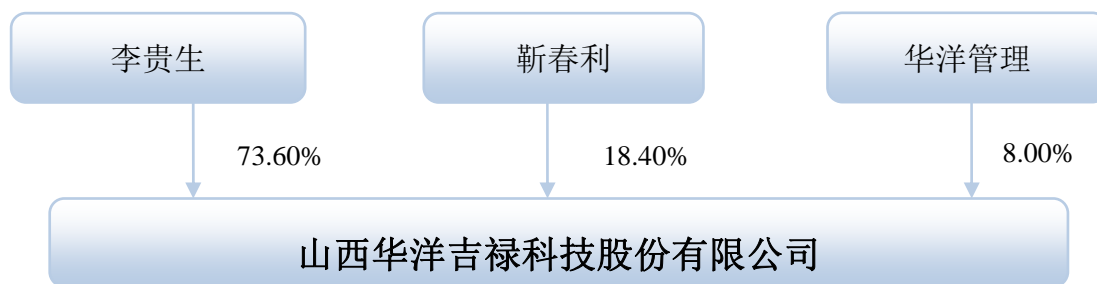 李贵生
靳春利
华洋管理
73.60%
18.40%
8.00%
山西华洋吉禄科技股份有限公司